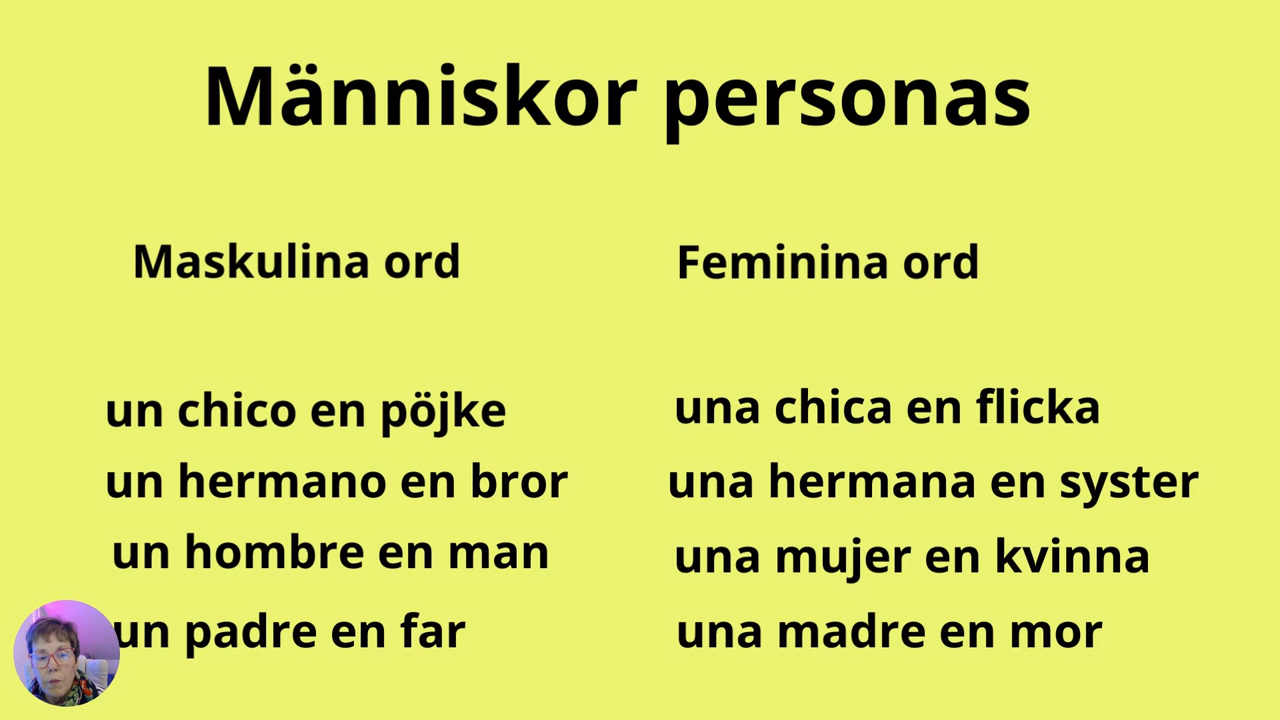 Människor personas
Maskulina ord
Feminina ord
un chico en pöjke
una chica en flicka
un hermano en bror
una hermana en syster
un hombre en man
una mujer en kvinna
un padre en far
una madre en mor